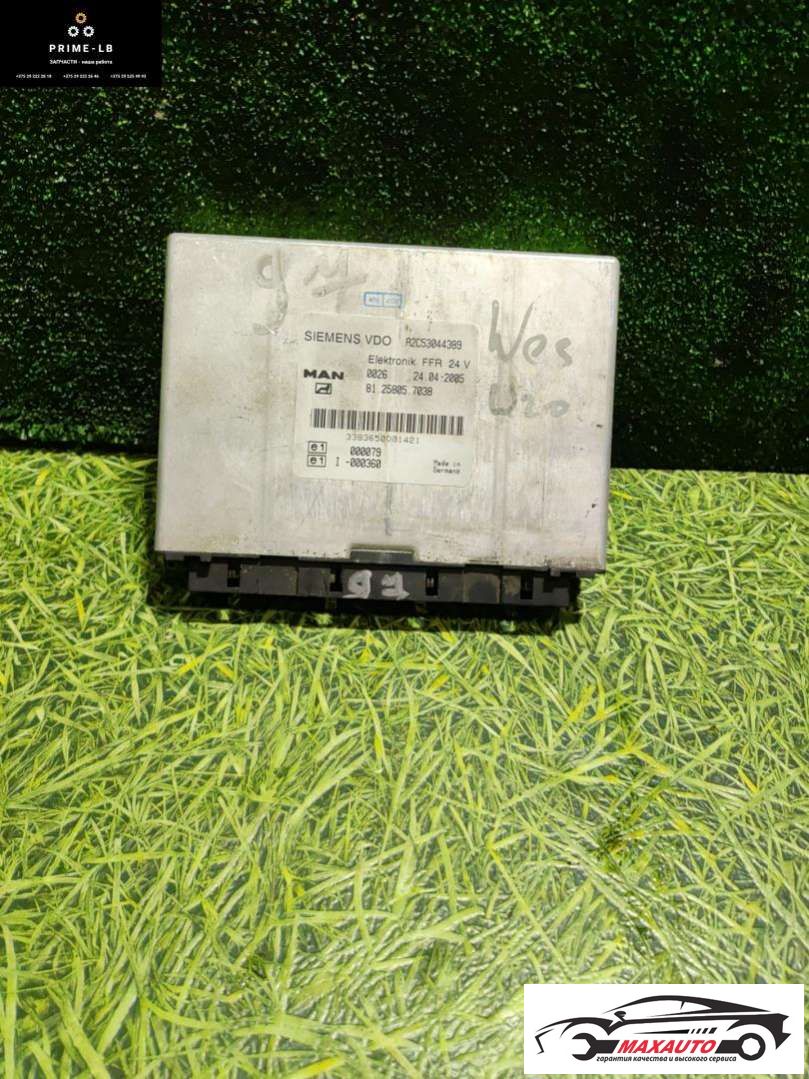 PRIME-LB
ЗАПЧАСТИ - наша работа
SIEMENS VDO A2C53044389
Elektronik FFR 24 V
MAN 0026 24.04.2005
81.25805.7038
3383650081421
e1 000079
e1 I -000360
Made in
Germany
Wes
MAXAUTO
гарантия качества и высокого сервиса